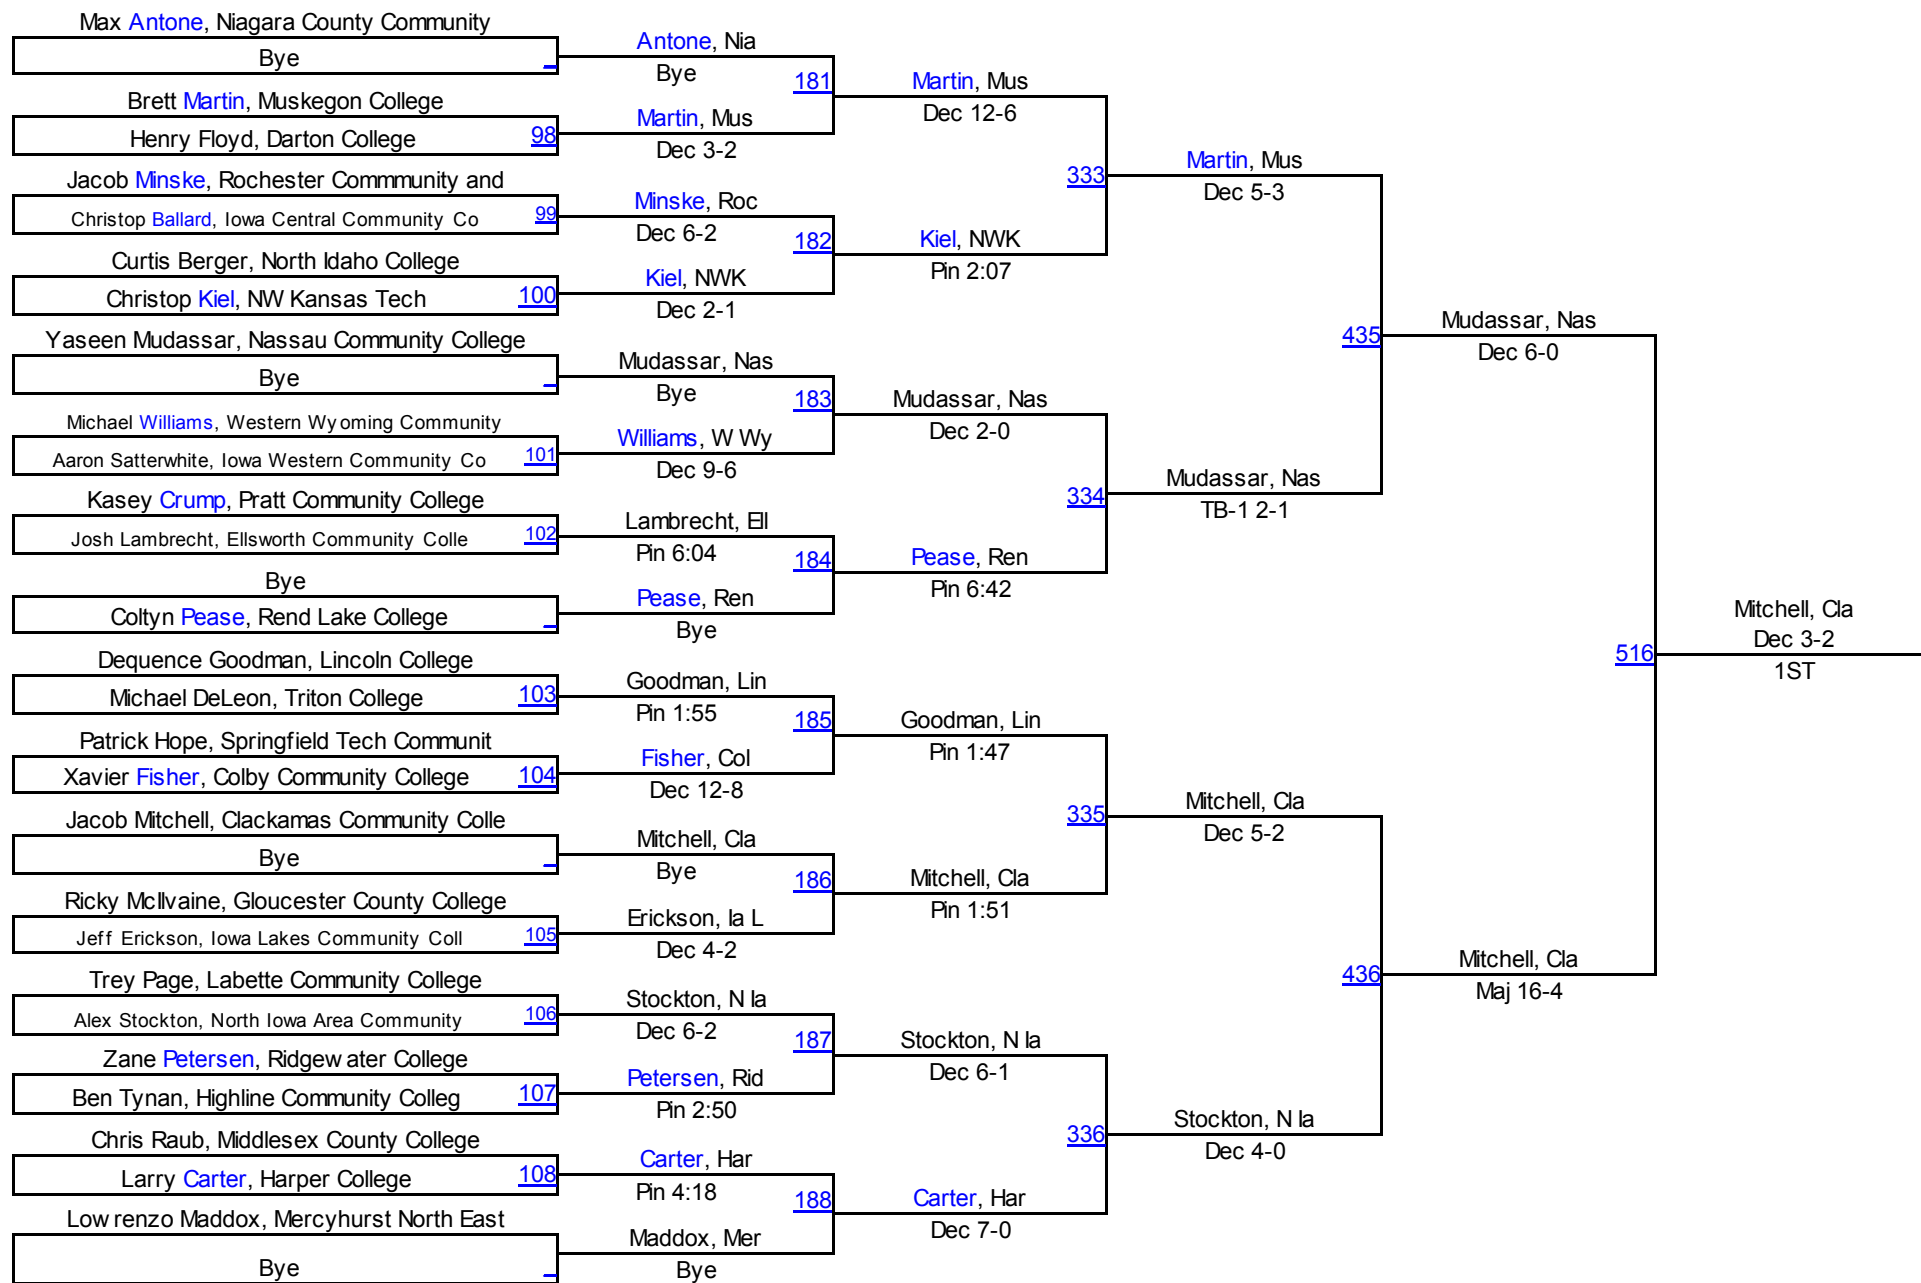 Max Antone, Niagara County Community
Bye
Brett Martin, Muskegon College
Henry Floyd, Darton College 98
Jacob Minske, Rochester Commmunity and
Christop Ballard, Iowa Central Community Co 99
Curtis Berger, North Idaho College
Christop Kiel, NW Kansas Tech 100
Yaseen Mudassar, Nassau Community College
Bye
Michael Williams, Western Wyoming Community
Aaron Satterwhite, Iowa Western Community Co 101
Kasey Crump, Pratt Community College
Josh Lambrecht, Ellsworth Community Colle 102
Bye
Coltyn Pease, Rend Lake College
Dequence Goodman, Lincoln College
Michael DeLeon, Triton College 103
Patrick Hope, Springfield Tech Communit
Xavier Fisher, Colby Community College 104
Jacob Mitchell, Clackamas Community Colle
Bye
Ricky McIlvaine, Gloucester County College
Jeff Erickson, Iowa Lakes Community Coll 105
Trey Page, Labette Community College
Alex Stockton, North Iowa Area Community 106
Zane Petersen, Ridgewater College
Ben Tynan, Highline Community Colleg 107
Chris Raub, Middlesex County College
Larry Carter, Harper College 108
Lowrenzo Maddox, Mercyhurst North East
Bye
Antone, Nia
Bye
181
Martin, Mus
Dec 3-2
Minske, Roc
Dec 6-2
182
Kiel, NWK
Dec 2-1
Mudassar, Nas
Bye
183
Williams, W Wy
Dec 9-6
Lambrecht, Ell
Pin 6:04
184
Pease, Ren
Bye
Goodman, Lin
Pin 1:55
185
Fisher, Col
Dec 12-8
Mitchell, Cla
Bye
186
Erickson, Ia L
Dec 4-2
Stockton, N Ia
Dec 6-2
187
Petersen, Rid
Pin 2:50
Carter, Har
Pin 4:18
188
Maddox, Mer
Bye
Martin, Mus
Dec 12-6
333
Kiel, NWK
Pin 2:07
Mudassar, Nas
Dec 2-0
334
Pease, Ren
Pin 6:42
Goodman, Lin
Pin 1:47
335
Mitchell, Cla
Pin 1:51
Stockton, N Ia
Dec 6-1
336
Carter, Har
Dec 7-0
Martin, Mus
Dec 5-3
435
Mudassar, Nas
TB-1 2-1
Mitchell, Cla
Dec 5-2
436
Stockton, N Ia
Dec 4-0
Mudassar, Nas
Dec 6-0
516
Mitchell, Cla
Maj 16-4
Mitchell, Cla
Dec 3-2
1ST